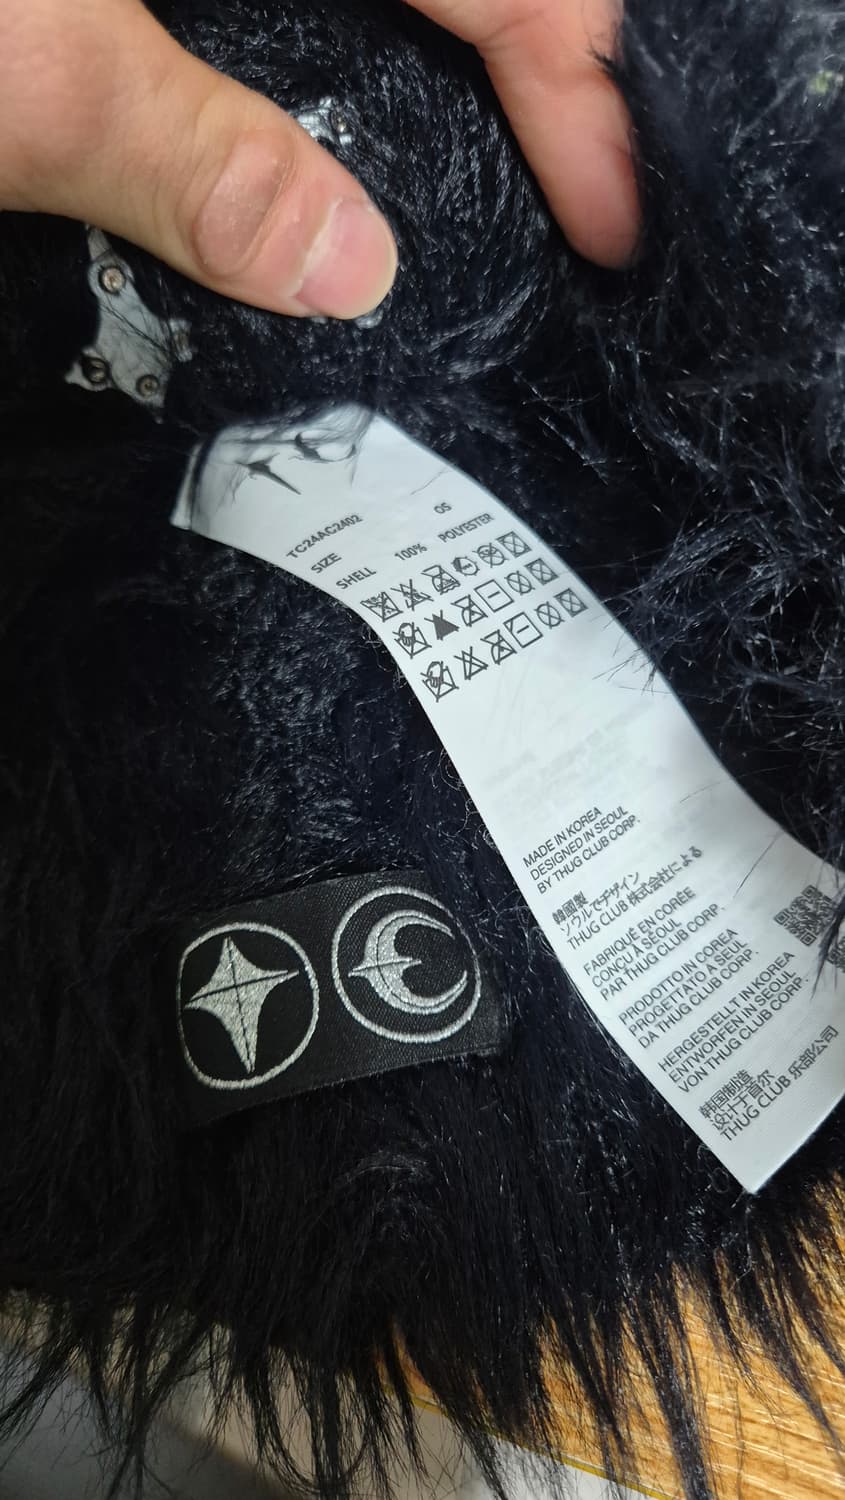 TC24AC2402
SIZE OS
SHELL 100% POLYESTER
MADE IN KOREA
DESIGNED IN SEOUL
BY THUG CLUB CORP.
韓國製
ソウルでデザイン
THUG CLUB 株式会社による
FABRIQUÉ EN CORÉE
CONÇU À SÉOUL
PAR THUG CLUB CORP.
PRODOTTO IN COREA
PROGETTATO A SEUL
DA THUG CLUB CORP.
HERGESTELLT IN KOREA
ENTWORFEN IN SEOUL
VON THUG CLUB CORP.
韩国制造
设计于首尔
THUG CLUB 乐部公司